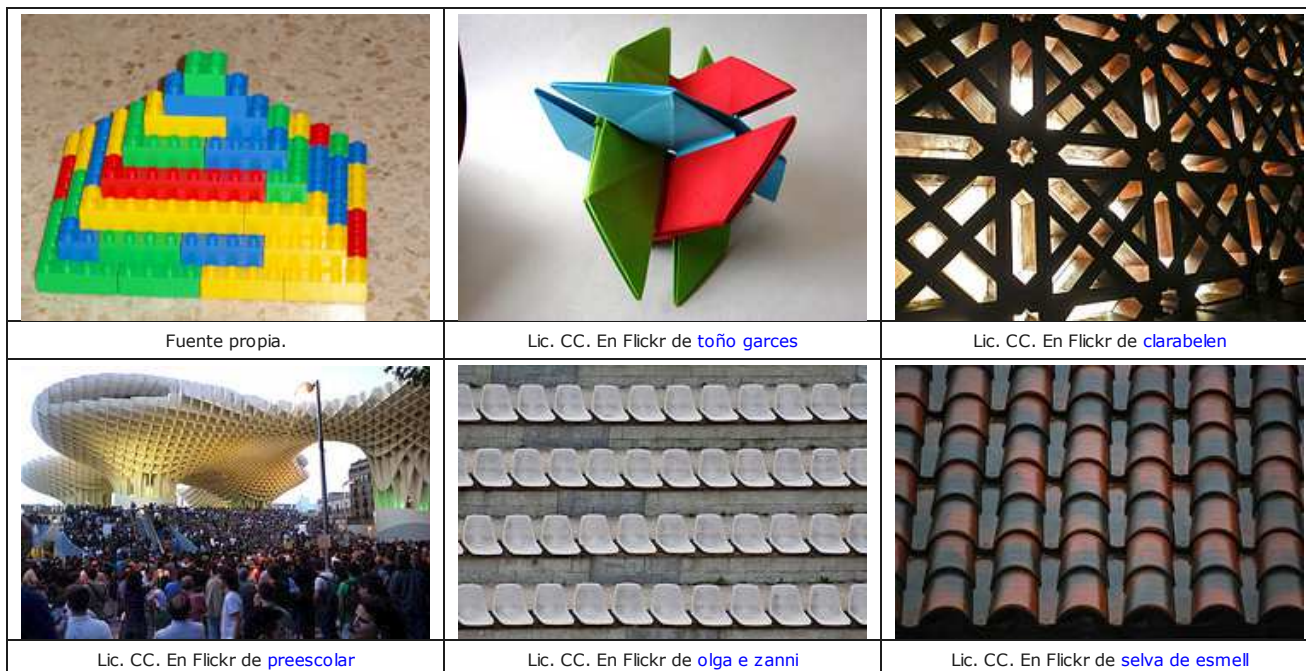 Fuente propia.
Lic. CC. En Flickr de toño garces
Lic. CC. En Flickr de clarabelen
Lic. CC. En Flickr de preescolar
Lic. CC. En Flickr de olga e zanni
Lic. CC. En Flickr de selva de esmell